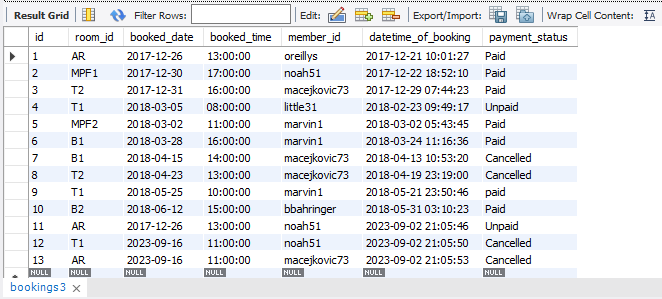 Result Grid Filter Rows: Edit: Export/Import: Wrap Cell Content: IA
id room_id booked_date booked_time member_id datetime_of_booking payment_status
1 AR 2017-12-26 13:00:00 oreillys 2017-12-21 10:01:27 Paid
2 MPF1 2017-12-30 17:00:00 noah51 2017-12-22 18:52:10 Paid
3 T2 2017-12-31 16:00:00 macejkovic73 2017-12-29 07:44:23 Paid
4 T1 2018-03-05 08:00:00 little31 2018-02-23 09:49:17 Unpaid
5 MPF2 2018-03-02 11:00:00 marvin1 2018-03-02 05:43:45 Paid
6 B1 2018-03-28 16:00:00 marvin1 2018-03-24 11:16:36 Paid
7 B1 2018-04-15 14:00:00 macejkovic73 2018-04-13 10:53:20 Cancelled
8 T2 2018-04-23 13:00:00 macejkovic73 2018-04-19 23:19:00 Cancelled
9 T1 2018-05-25 10:00:00 marvin1 2018-05-21 23:50:46 paid
10 B2 2018-06-12 15:00:00 bbahringer 2018-05-31 03:10:23 Paid
11 AR 2017-12-26 13:00:00 noah51 2023-09-02 21:05:46 Unpaid
12 T1 2023-09-16 11:00:00 noah51 2023-09-02 21:05:50 Cancelled
13 AR 2023-09-16 11:00:00 macejkovic73 2023-09-02 21:05:53 Cancelled
NULL NULL NULL NULL NULL NULL NULL
bookings3